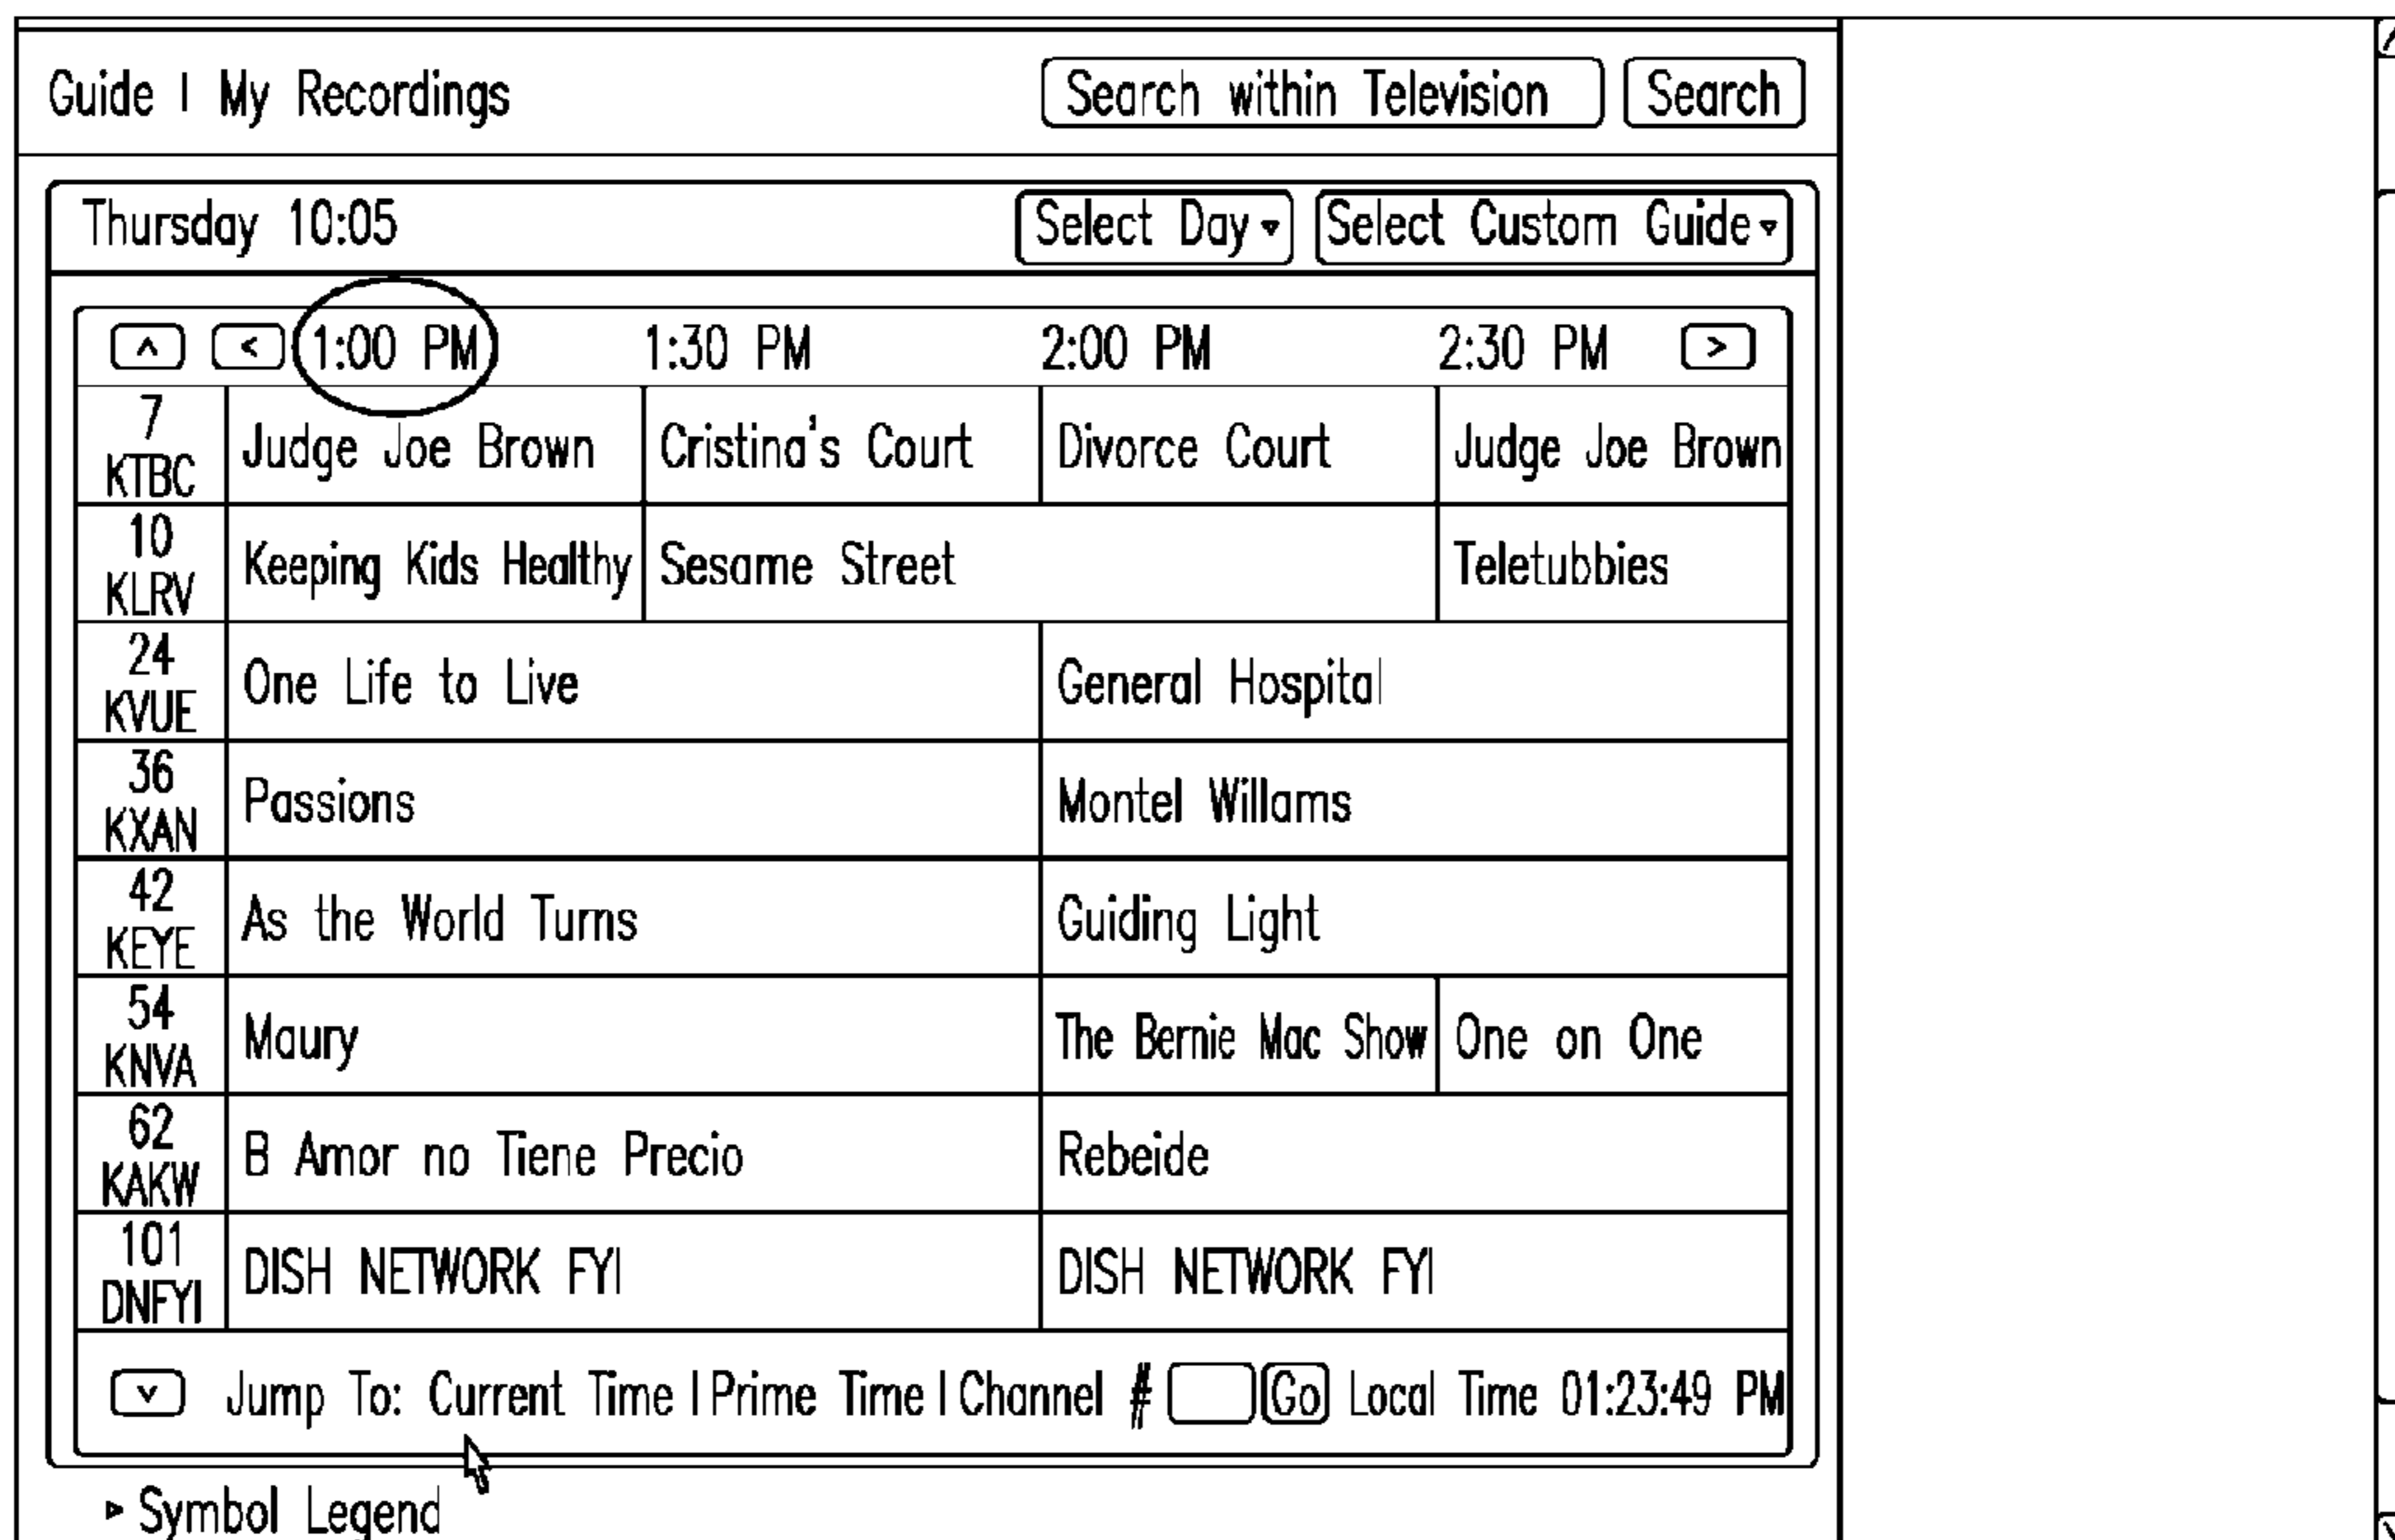 Guide | My Recordings Search within Television Search
Thursday 10:05 Select Day Select Custom Guide
1:00 PM 1:30 PM 2:00 PM 2:30 PM
7 KTBC Judge Joe Brown Cristina's Court Divorce Court Judge Joe Brown
10 KLRV Keeping Kids Healthy Sesame Street Teletubbies
24 KVUE One Life to Live General Hospital
36 KXAN Passions Montel Willams
42 KEYE As the World Turns Guiding Light
54 KNVA Maury The Bernie Mac Show One on One
62 KAKW B Amor no Tiene Precio Rebeide
101 DNFYI DISH NETWORK FYI DISH NETWORK FYI
Jump To: Current Time | Prime Time | Channel # Go Local Time 01:23:49 PM
Symbol Legend